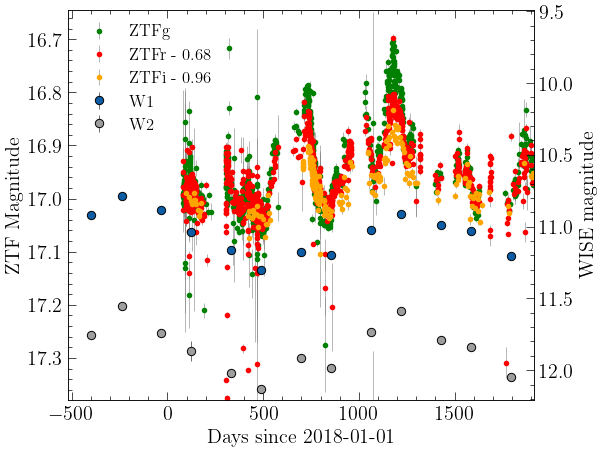 ZTFg
ZTFr - 0.68
ZTFi - 0.96
W1
W2
16.7
16.8
16.9
17.0
17.1
17.2
17.3
ZTF Magnitude
9.5
10.0
10.5
11.0
11.5
12.0
WISE magnitude
−500
0
500
1000
1500
Days since 2018-01-01